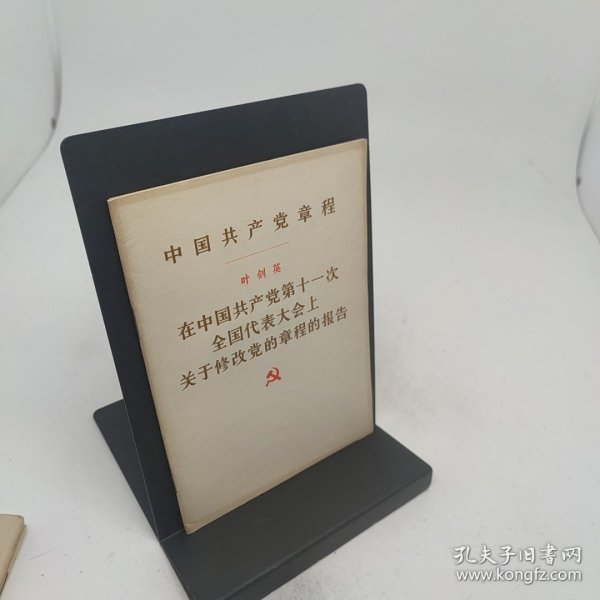 中国共产党章程
叶剑英
在中国共产党第十一次
全国代表大会上
关于修改党的章程的报告
孔夫子旧书网
www.kongfz.com